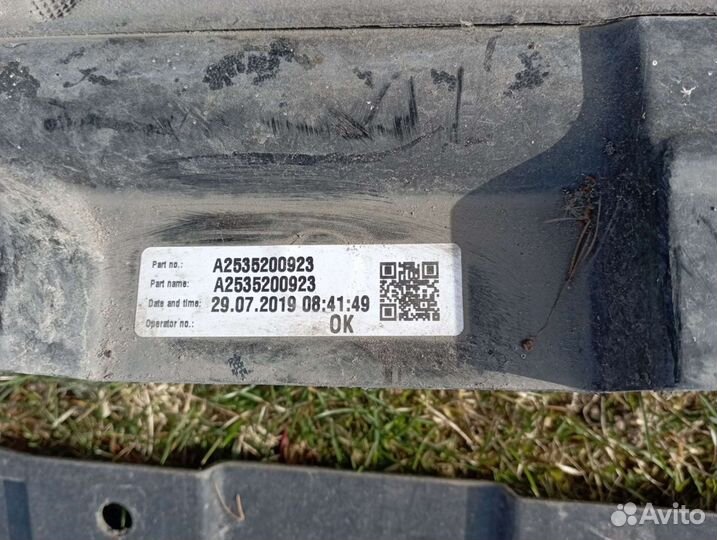 Part no.: A2535200923
Part name: A2535200923
Date and time: 29.07.2019 08:41:49
Operator no.: OK
Avito